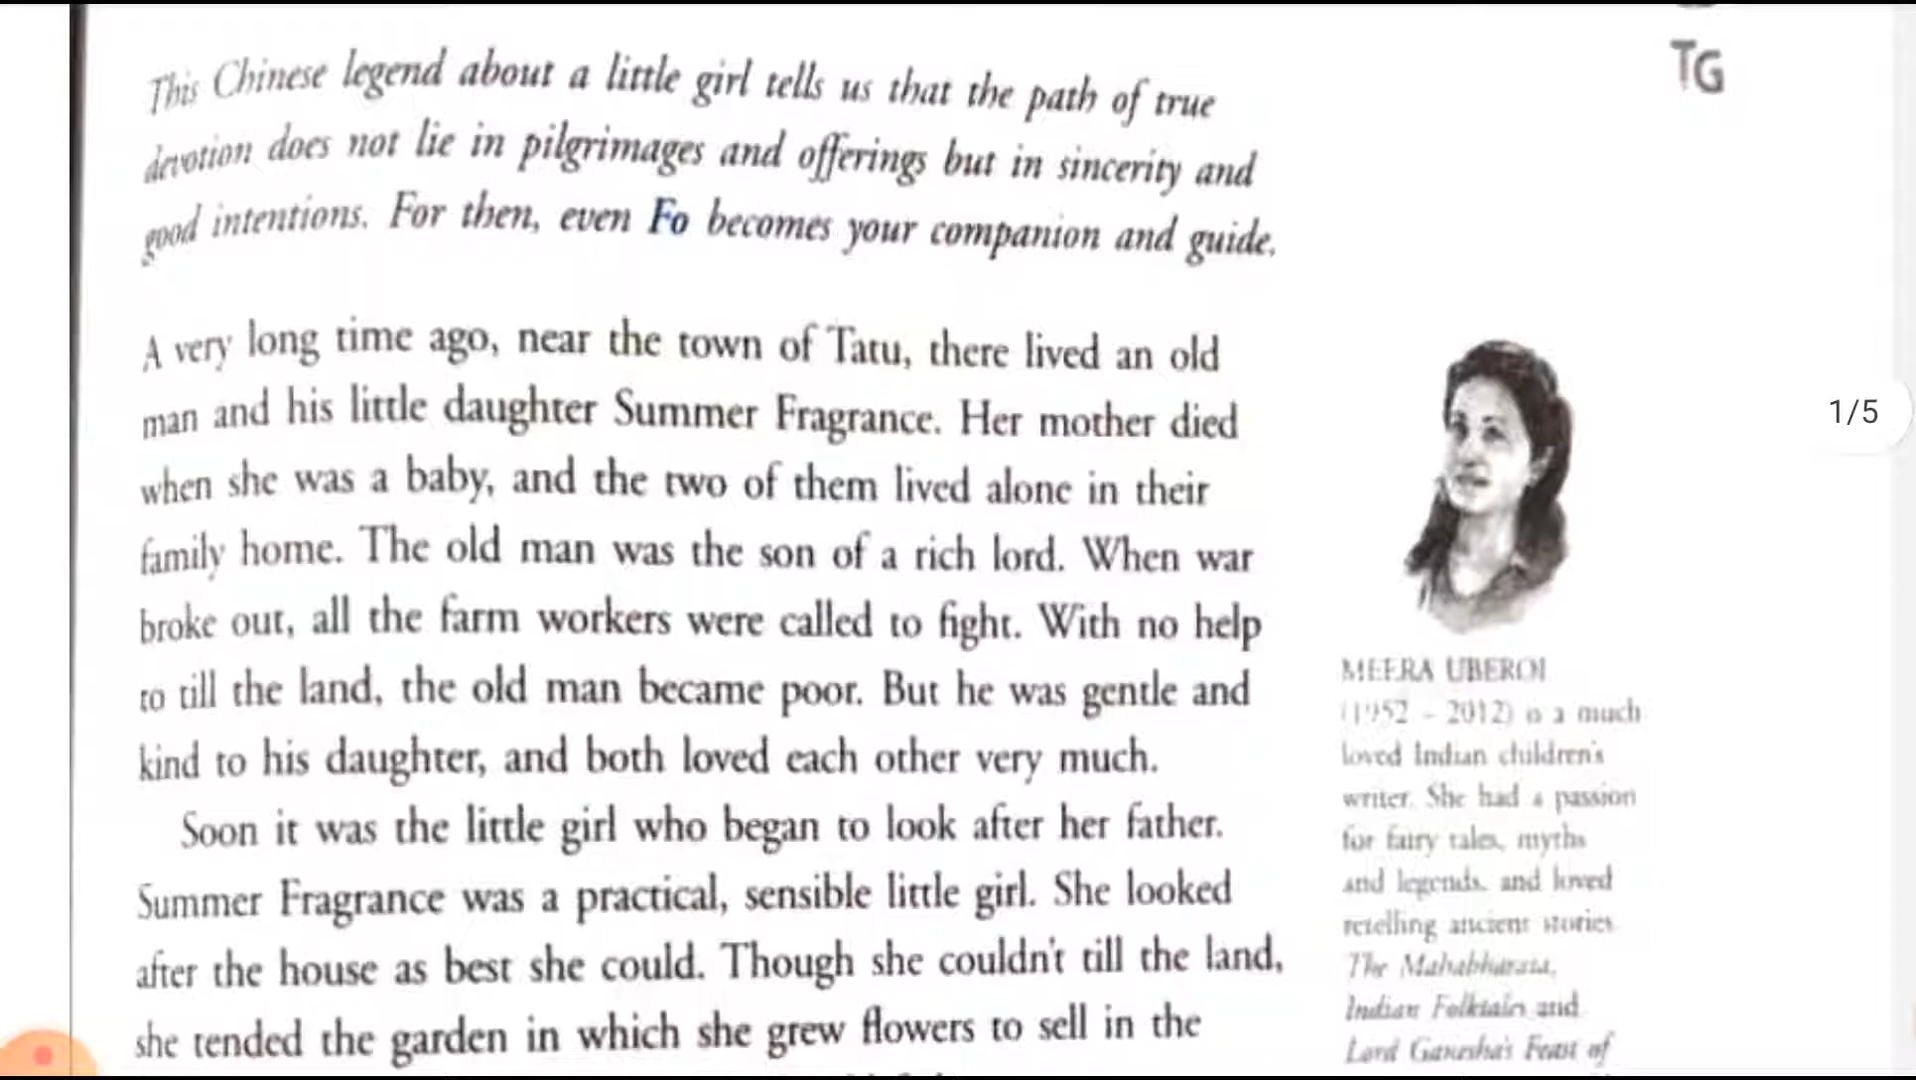 TG
This Chinese legend about a little girl tells us that the path of true
devotion does not lie in pilgrimages and offerings but in sincerity and
good intentions. For then, even Fo becomes your companion and guide.
A very long time ago, near the town of Tatu, there lived an old
man and his little daughter Summer Fragrance. Her mother died
when she was a baby, and the two of them lived alone in their
family home. The old man was the son of a rich lord. When war
broke out, all the farm workers were called to fight. With no help
to till the land, the old man became poor. But he was gentle and
kind to his daughter, and both loved each other very much.
Soon it was the little girl who began to look after her father.
Summer Fragrance was a practical, sensible little girl. She looked
after the house as best she could. Though she couldn't till the land,
she tended the garden in which she grew flowers to sell in the
1/5
MEERA UBEROI
(1952 – 2012) is a much
loved Indian children's
writer. She had a passion
for fairy tales, myths
and legends, and loved
retelling ancient stories.
The Mahabharata,
Indian Folktales and
Lord Ganesha's Feast of